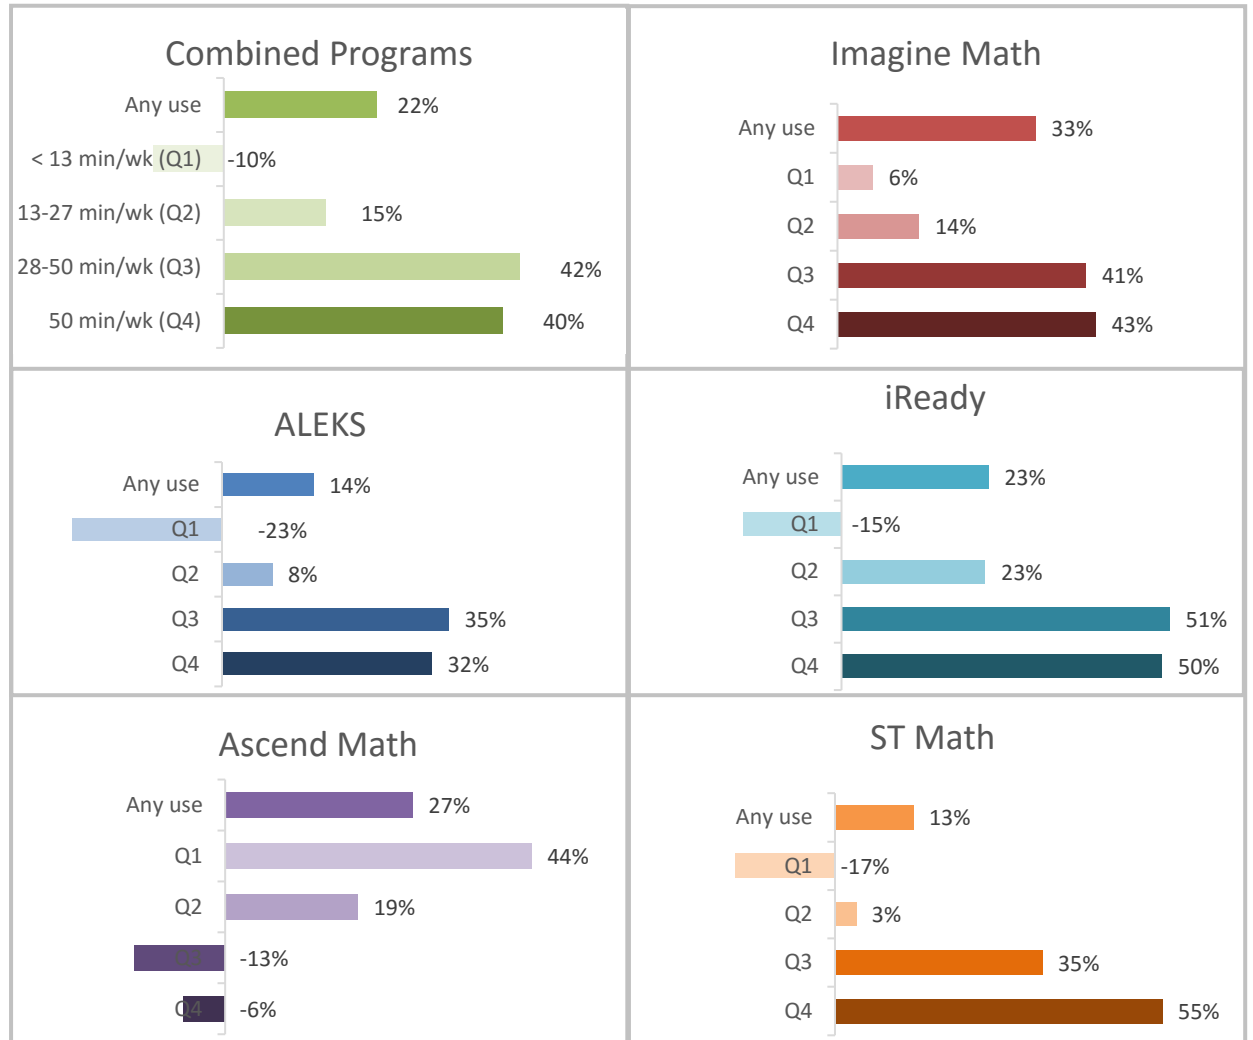 Combined Programs
Any use 22%
< 13 min/wk (Q1) -10%
13-27 min/wk (Q2) 15%
28-50 min/wk (Q3) 42%
50 min/wk (Q4) 40%
Imagine Math
Any use 33%
Q1 6%
Q2 14%
Q3 41%
Q4 43%
ALEKS
Any use 14%
Q1 -23%
Q2 8%
Q3 35%
Q4 32%
iReady
Any use 23%
Q1 -15%
Q2 23%
Q3 51%
Q4 50%
Ascend Math
Any use 27%
Q1 44%
Q2 19%
Q3 -13%
Q4 -6%
ST Math
Any use 13%
Q1 -17%
Q2 3%
Q3 35%
Q4 55%